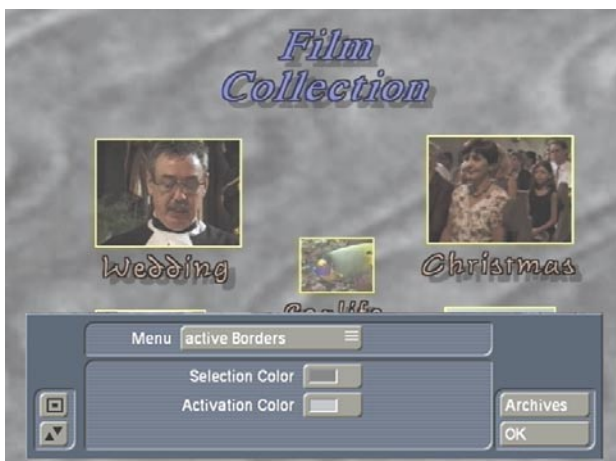 Film
Collection
Wedding
Christmas
Menu active Borders
Selection Color
Activation Color
Archives
OK